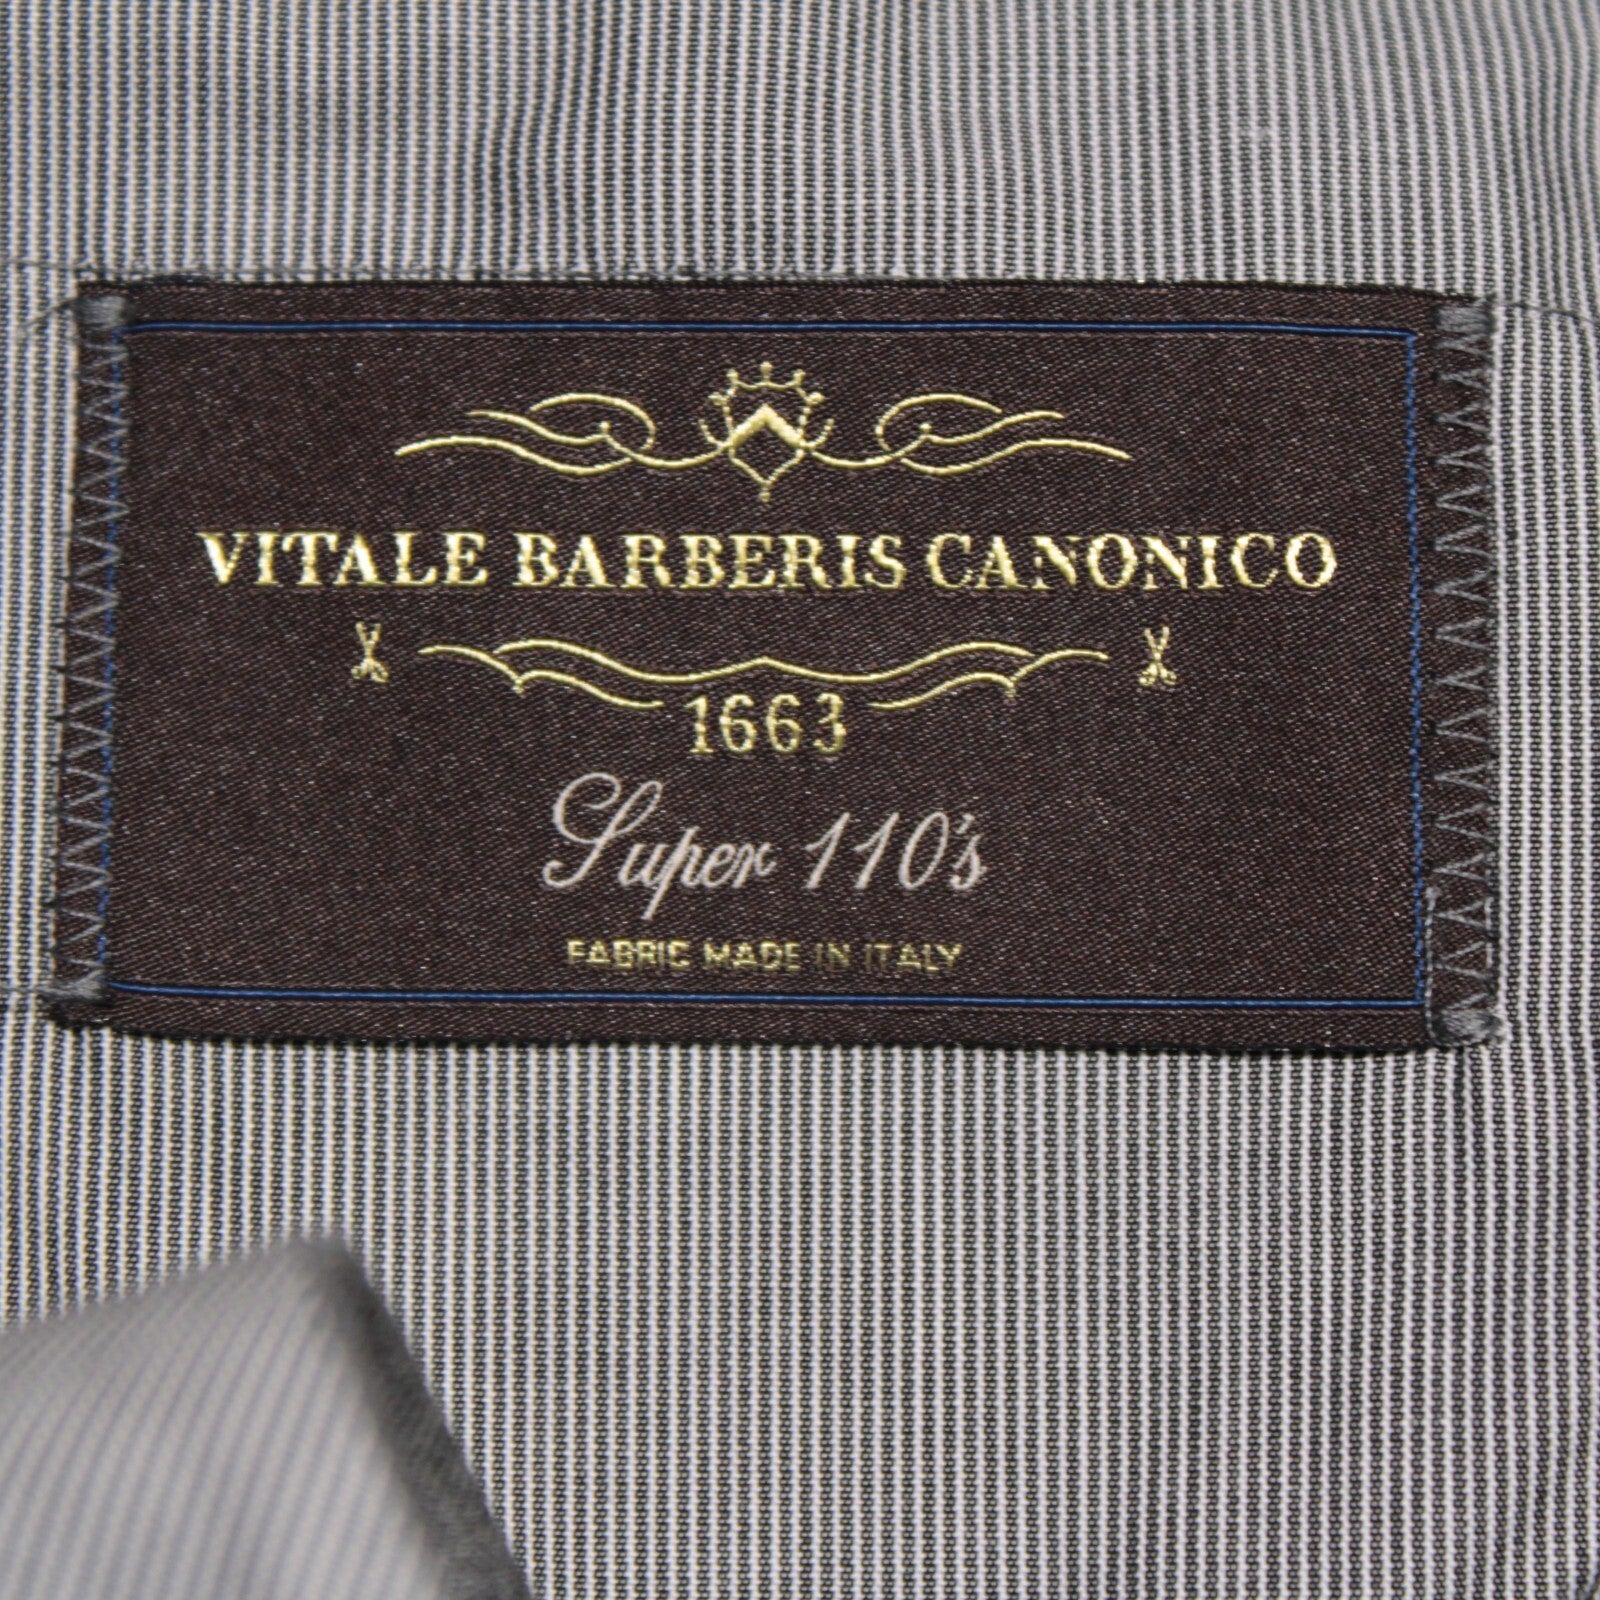 VITALE BARBERIS CANONICO
1663
Super 110's
FABRIC MADE IN ITALY